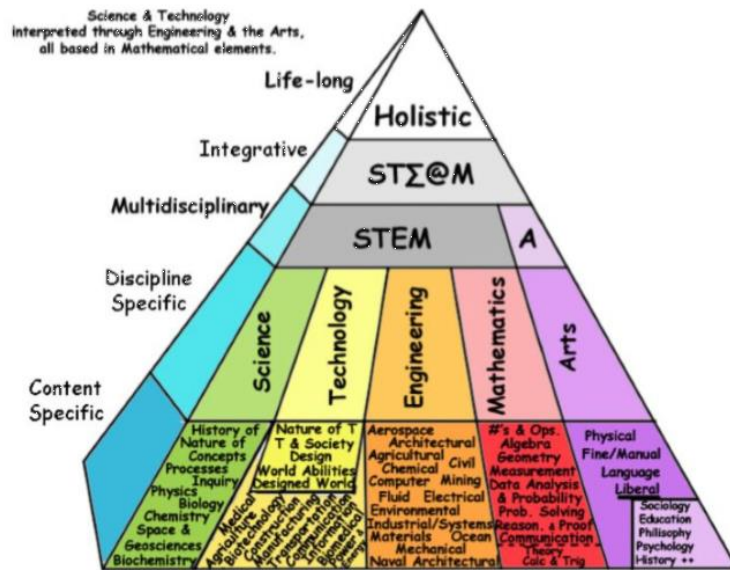 Science & Technology
interpreted through Engineering & the Arts,
all based in Mathematical elements.
Life-long
Integrative
Multidisciplinary
Discipline
Specific
Content
Specific
Holistic
ST∑@M
STEM
A
Science
Technology
Engineering
Mathematics
Arts
History of
Nature of
Concepts
Processes
Inquiry
Physics
Biology
Chemistry
Space &
Geosciences
Biochemistry
Nature of T
T & Society
Design
World Abilities
Designed World
Medical
Agriculture
Biotechnology
Construction
Manufacturing
Transportation
Communication
Information
Biomedical
Power &
Energy
Aerospace
Architectural
Agricultural
Chemical Civil
Computer Mining
Fluid Electrical
Environmental
Industrial/Systems
Materials Ocean
Mechanical
Naval Architectural
#'s & Ops.
Algebra
Geometry
Measurement
Data Analysis
& Probability
Prob. Solving
Reason. & Proof
Communication
Theory
Calc & Trig
Physical
Fine/Manual
Language
Liberal
Sociology
Education
Philisophy
Psychology
History ++